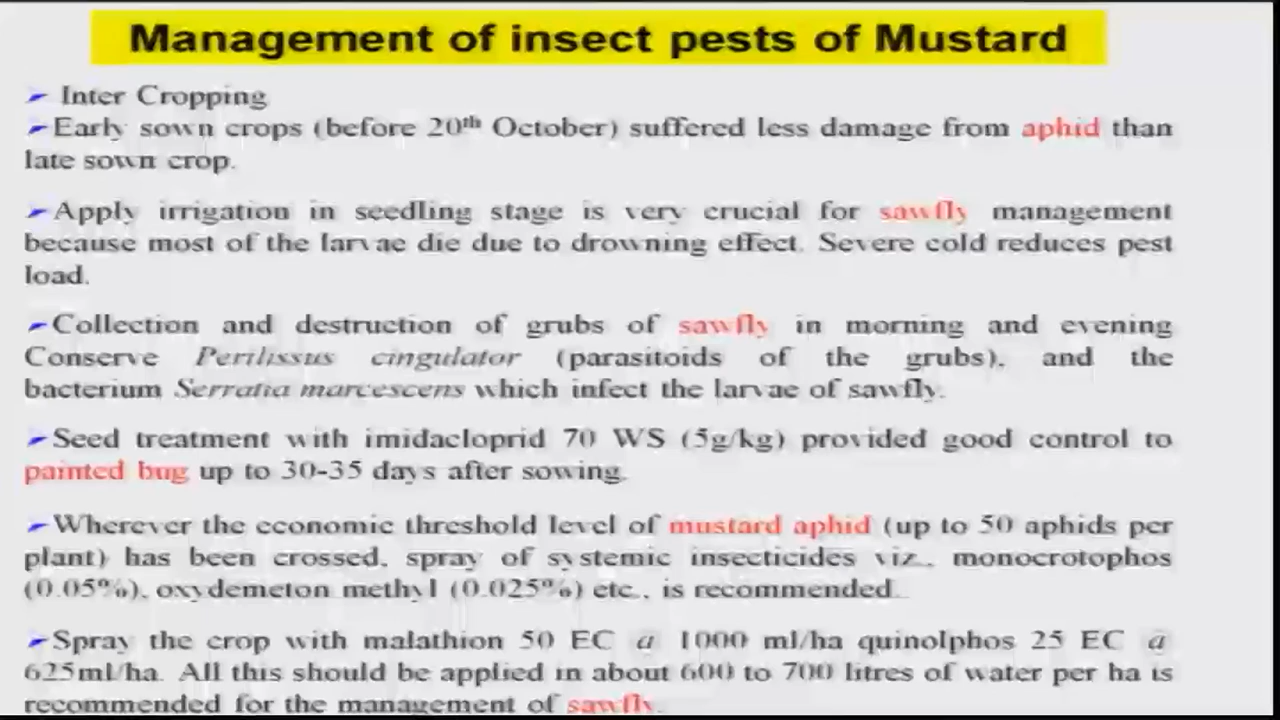 Management of insect pests of Mustard
➢ Inter Cropping
➢Early sown crops (before 20th October) suffered less damage from aphid than
late sown crop.
➢Apply irrigation in seedling stage is very crucial for sawfly management
because most of the larvae die due to drowning effect. Severe cold reduces pest
load.
➢Collection and destruction of grubs of sawfly in morning and evening
Conserve Perilissus cingulator (parasitoids of the grubs), and the
bacterium Serratia marcescens which infect the larvae of sawfly.
➢Seed treatment with imidacloprid 70 WS (5g/kg) provided good control to
painted bug up to 30-35 days after sowing.
➢Wherever the economic threshold level of mustard aphid (up to 50 aphids per
plant) has been crossed, spray of systemic insecticides viz., monocrotophos
(0.05%), oxydemeton methyl (0.025%) etc., is recommended.
➢Spray the crop with malathion 50 EC @ 1000 ml/ha quinolphos 25 EC @
625ml/ha. All this should be applied in about 600 to 700 litres of water per ha is
recommended for the management of sawfly.